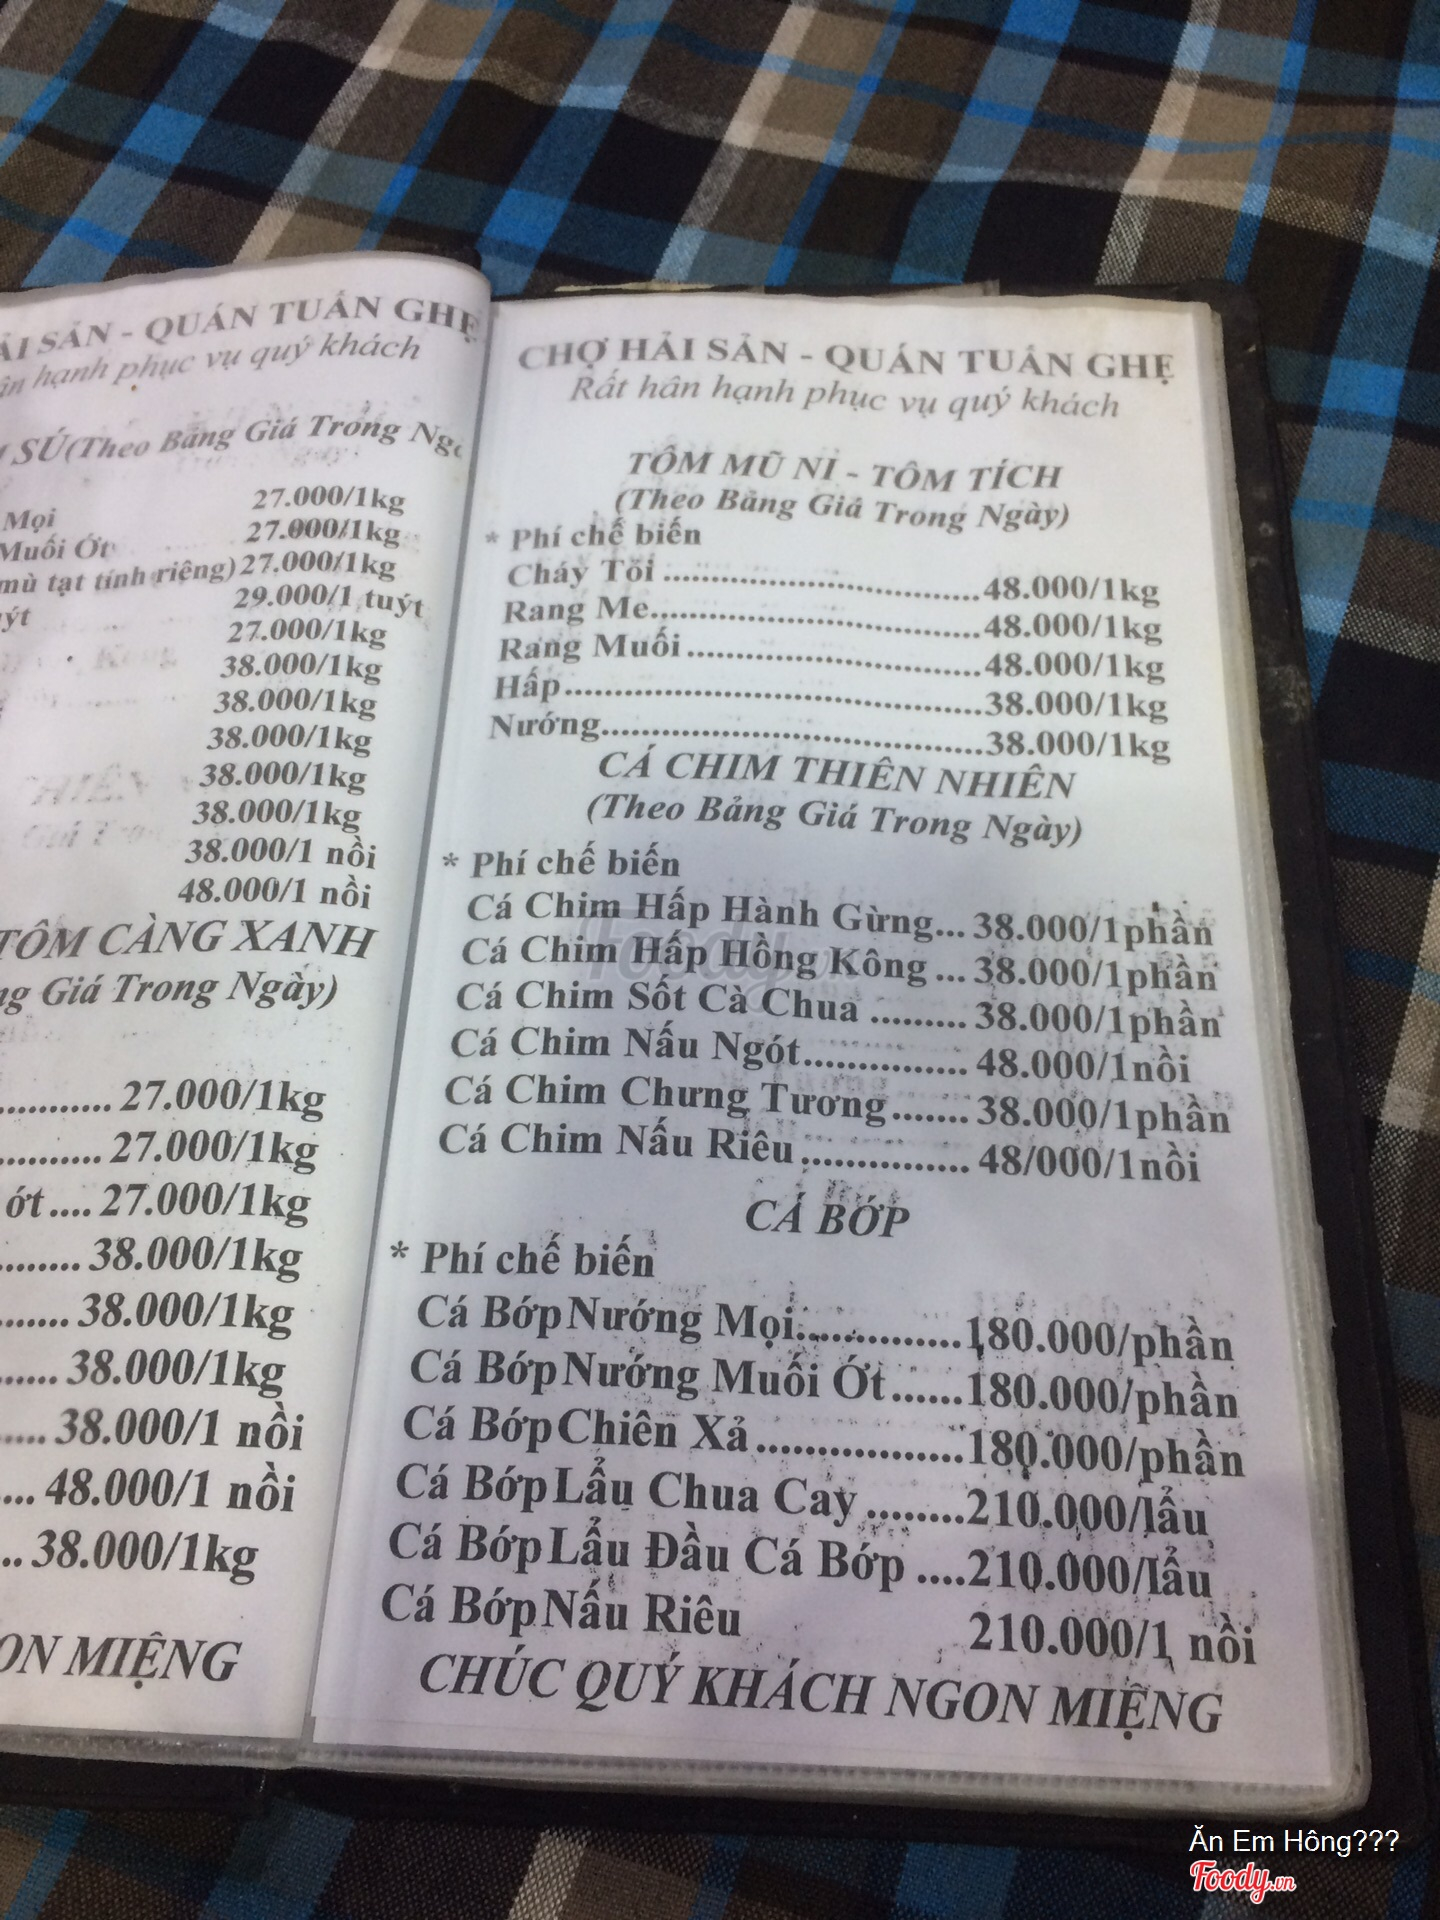 ẢI SẢN - QUÁN TUẤN GHẸ
hạnh phục vụ quý khách
SÚ(Theo Bảng Giá Trong
Mọi 27.000/1kg
Muối Ớt 27.000/1kg
mù tạt tính riêng) 27.000/1kg
29.000/1 tuýt
27.000/1kg
38.000/1kg
38.000/1kg
38.000/1kg
38.000/1kg
38.000/1kg
38.000/1 nồi
48.000/1 nồi
TÔM CÀNG XANH
Giá Trong Ngày)
27.000/1kg
27.000/1kg
ớt .... 27.000/1kg
38.000/1kg
38.000/1kg
38.000/1kg
38.000/1 nồi
48.000/1 nồi
38.000/1kg
ON MIỆNG
CHỢ HẢI SẢN - QUÁN TUẤN GHẸ
Rất hân hạnh phục vụ quý khách
TÔM MŨ NI - TÔM TÍCH
(Theo Bảng Giá Trong Ngày)
* Phí chế biến
Cháy Tỏi ........ 48.000/1kg
Rang Me ........ 48.000/1kg
Rang Muối ........ 48.000/1kg
Hấp ........ 38.000/1kg
Nướng ........ 38.000/1kg
CÁ CHIM THIÊN NHIÊN
(Theo Bảng Giá Trong Ngày)
* Phí chế biến
Cá Chim Hấp Hành Gừng... 38.000/1phần
Cá Chim Hấp Hồng Kông ... 38.000/1phần
Cá Chim Sốt Cà Chua ......... 38.000/1phần
Cá Chim Nấu Ngót ............... 48.000/1nồi
Cá Chim Chưng Tương ....... 38.000/1phần
Cá Chim Nấu Riêu ............... 48/000/1nồi
CÁ BỚP
* Phí chế biến
Cá Bớp Nướng Mọi .............. 180.000/phần
Cá Bớp Nướng Muối Ớt ...... 180.000/phần
Cá Bớp Chiên Xả ................. 180.000/phần
Cá Bớp Lẩu Chua Cay ........ 210.000/lẩu
Cá Bớp Lẩu Đầu Cá Bớp .... 210.000/lẩu
Cá Bớp Nấu Riêu 210.000/1 nồi
CHÚC QUÝ KHÁCH NGON MIỆNG
Foody.vn
Ăn Em Hông???
Foody.vn